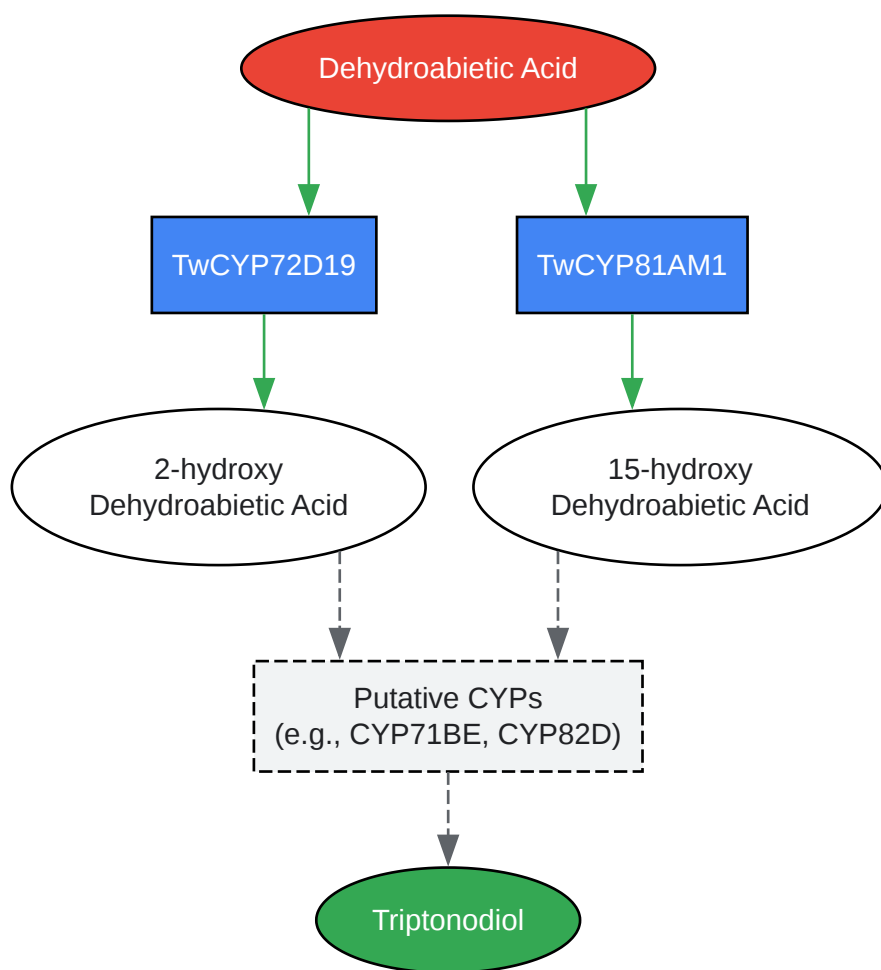 Dehydroabietic Acid
TwCYP72D19
TwCYP81AM1
2-hydroxy
Dehydroabietic Acid
15-hydroxy
Dehydroabietic Acid
Putative CYPs
(e.g., CYP71BE, CYP82D)
Triptonodiol